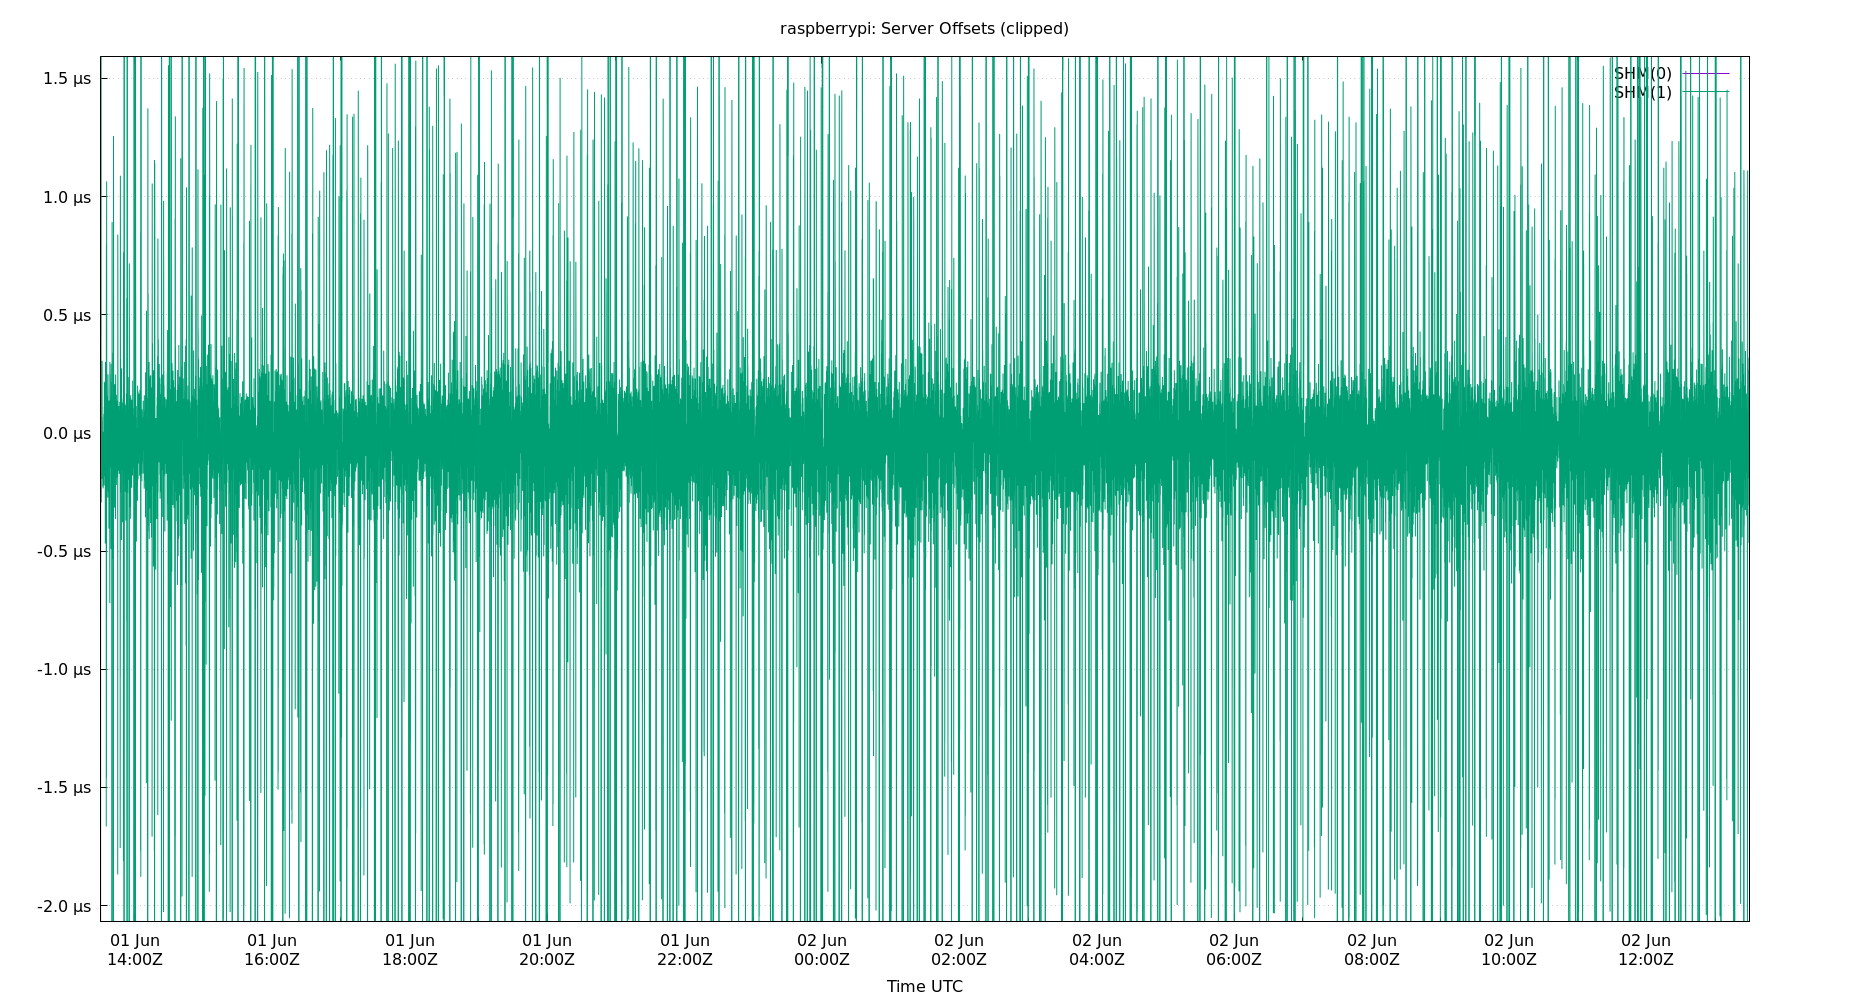 raspberrypi: Server Offsets (clipped)
1.5 µs
1.0 µs
0.5 µs
0.0 µs
-0.5 µs
-1.0 µs
-1.5 µs
-2.0 µs
SHM(0)
SHM(1)
01 Jun 01 Jun 01 Jun 01 Jun 01 Jun 02 Jun 02 Jun 02 Jun 02 Jun 02 Jun 02 Jun 02 Jun
14:00Z 16:00Z 18:00Z 20:00Z 22:00Z 00:00Z 02:00Z 04:00Z 06:00Z 08:00Z 10:00Z 12:00Z
Time UTC